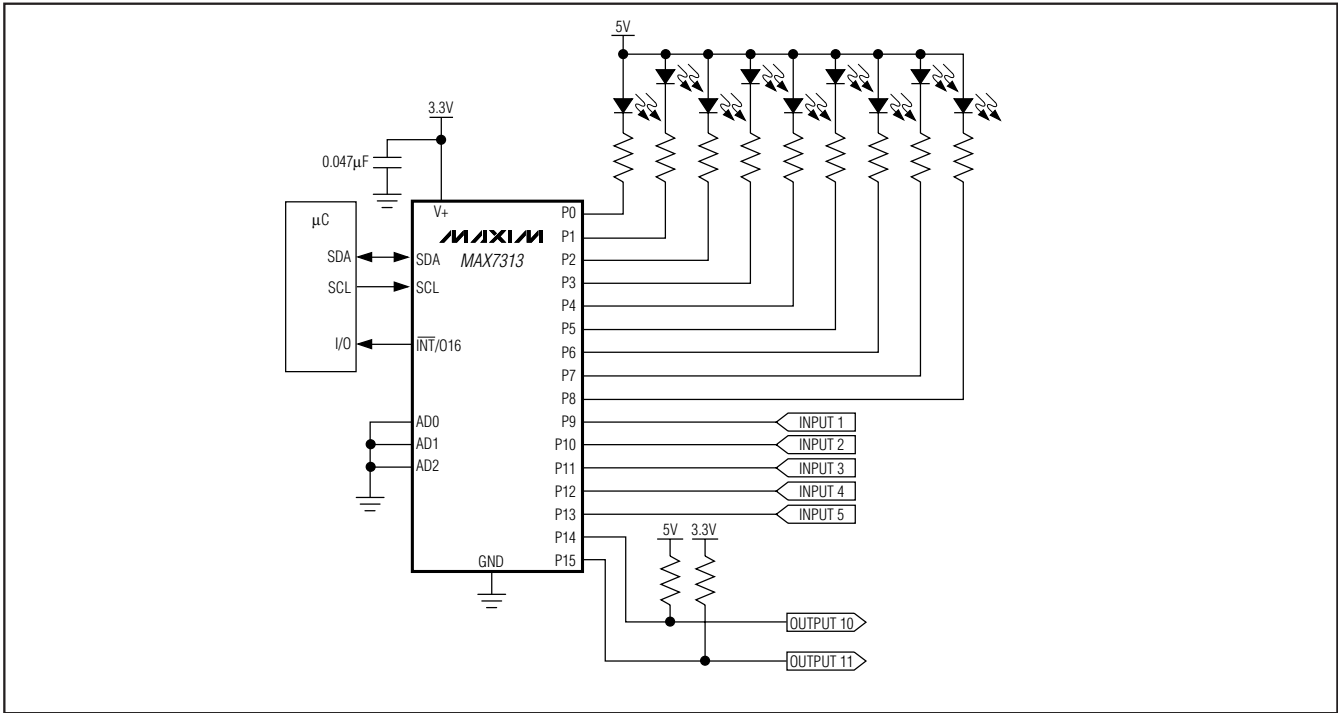 5V
3.3V
0.047μF
μC
SDA
SCL
I/O
V+
MAXIM
MAX7313
SDA
SCL
INT/O16
AD0
AD1
AD2
GND
P0
P1
P2
P3
P4
P5
P6
P7
P8
P9
P10
P11
P12
P13
P14
P15
INPUT 1
INPUT 2
INPUT 3
INPUT 4
INPUT 5
5V 3.3V
OUTPUT 10
OUTPUT 11